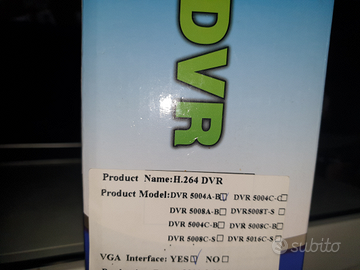 DVR
Product Name:H.264 DVR
Product Model:DVR 5004A-B☑ DVR 5004C-C☐
DVR 5008A-B☐ DVR5008T-S☐
DVR 5004C-B☐ DVR 5008C-B☐
DVR 5008C-S☐ DVR 5016C-S☐
VGA Interface: YES☑ NO☐
subito